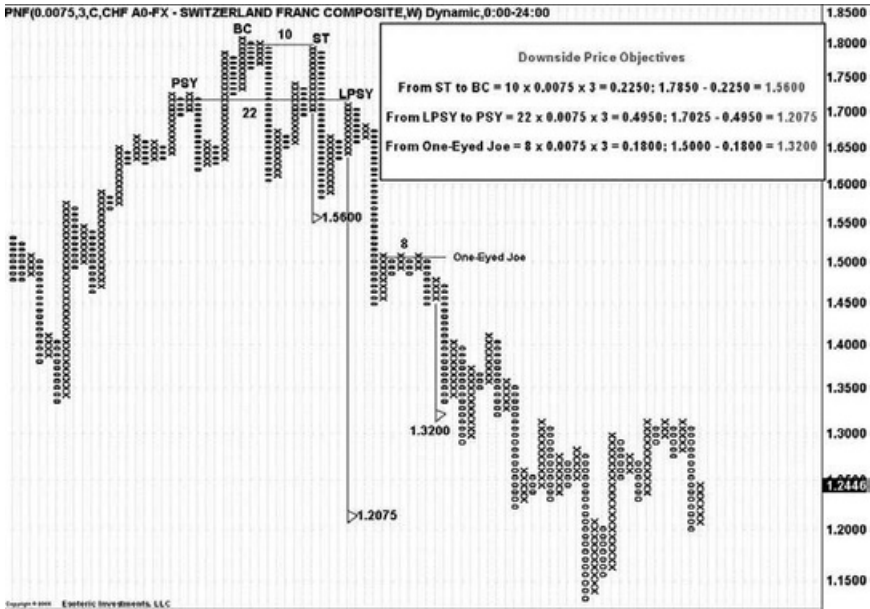 PNF(0.0075,3,C,CHF A0-FX - SWITZERLAND FRANC COMPOSITE,W) Dynamic,0:00-24:00
1.8500
BC
10
ST
1.8000
Downside Price Objectives
1.7500
PSY
LPSY
From ST to BC = 10 x 0.0075 x 3 = 0.2250; 1.7850 - 0.2250 = 1.5600
22
1.7000
From LPSY to PSY = 22 x 0.0075 x 3 = 0.4950; 1.7025 - 0.4950 = 1.2075
From One-Eyed Joe = 8 x 0.0075 x 3 = 0.1800; 1.5000 - 0.1800 = 1.3200
1.6500
1.6000
1.5600
1.5500
8
One-Eyed Joe
1.5000
1.4500
1.4000
1.3500
1.3200
1.3000
1.2446
1.2075
1.2000
1.1500
Esoteric Investments, LLC